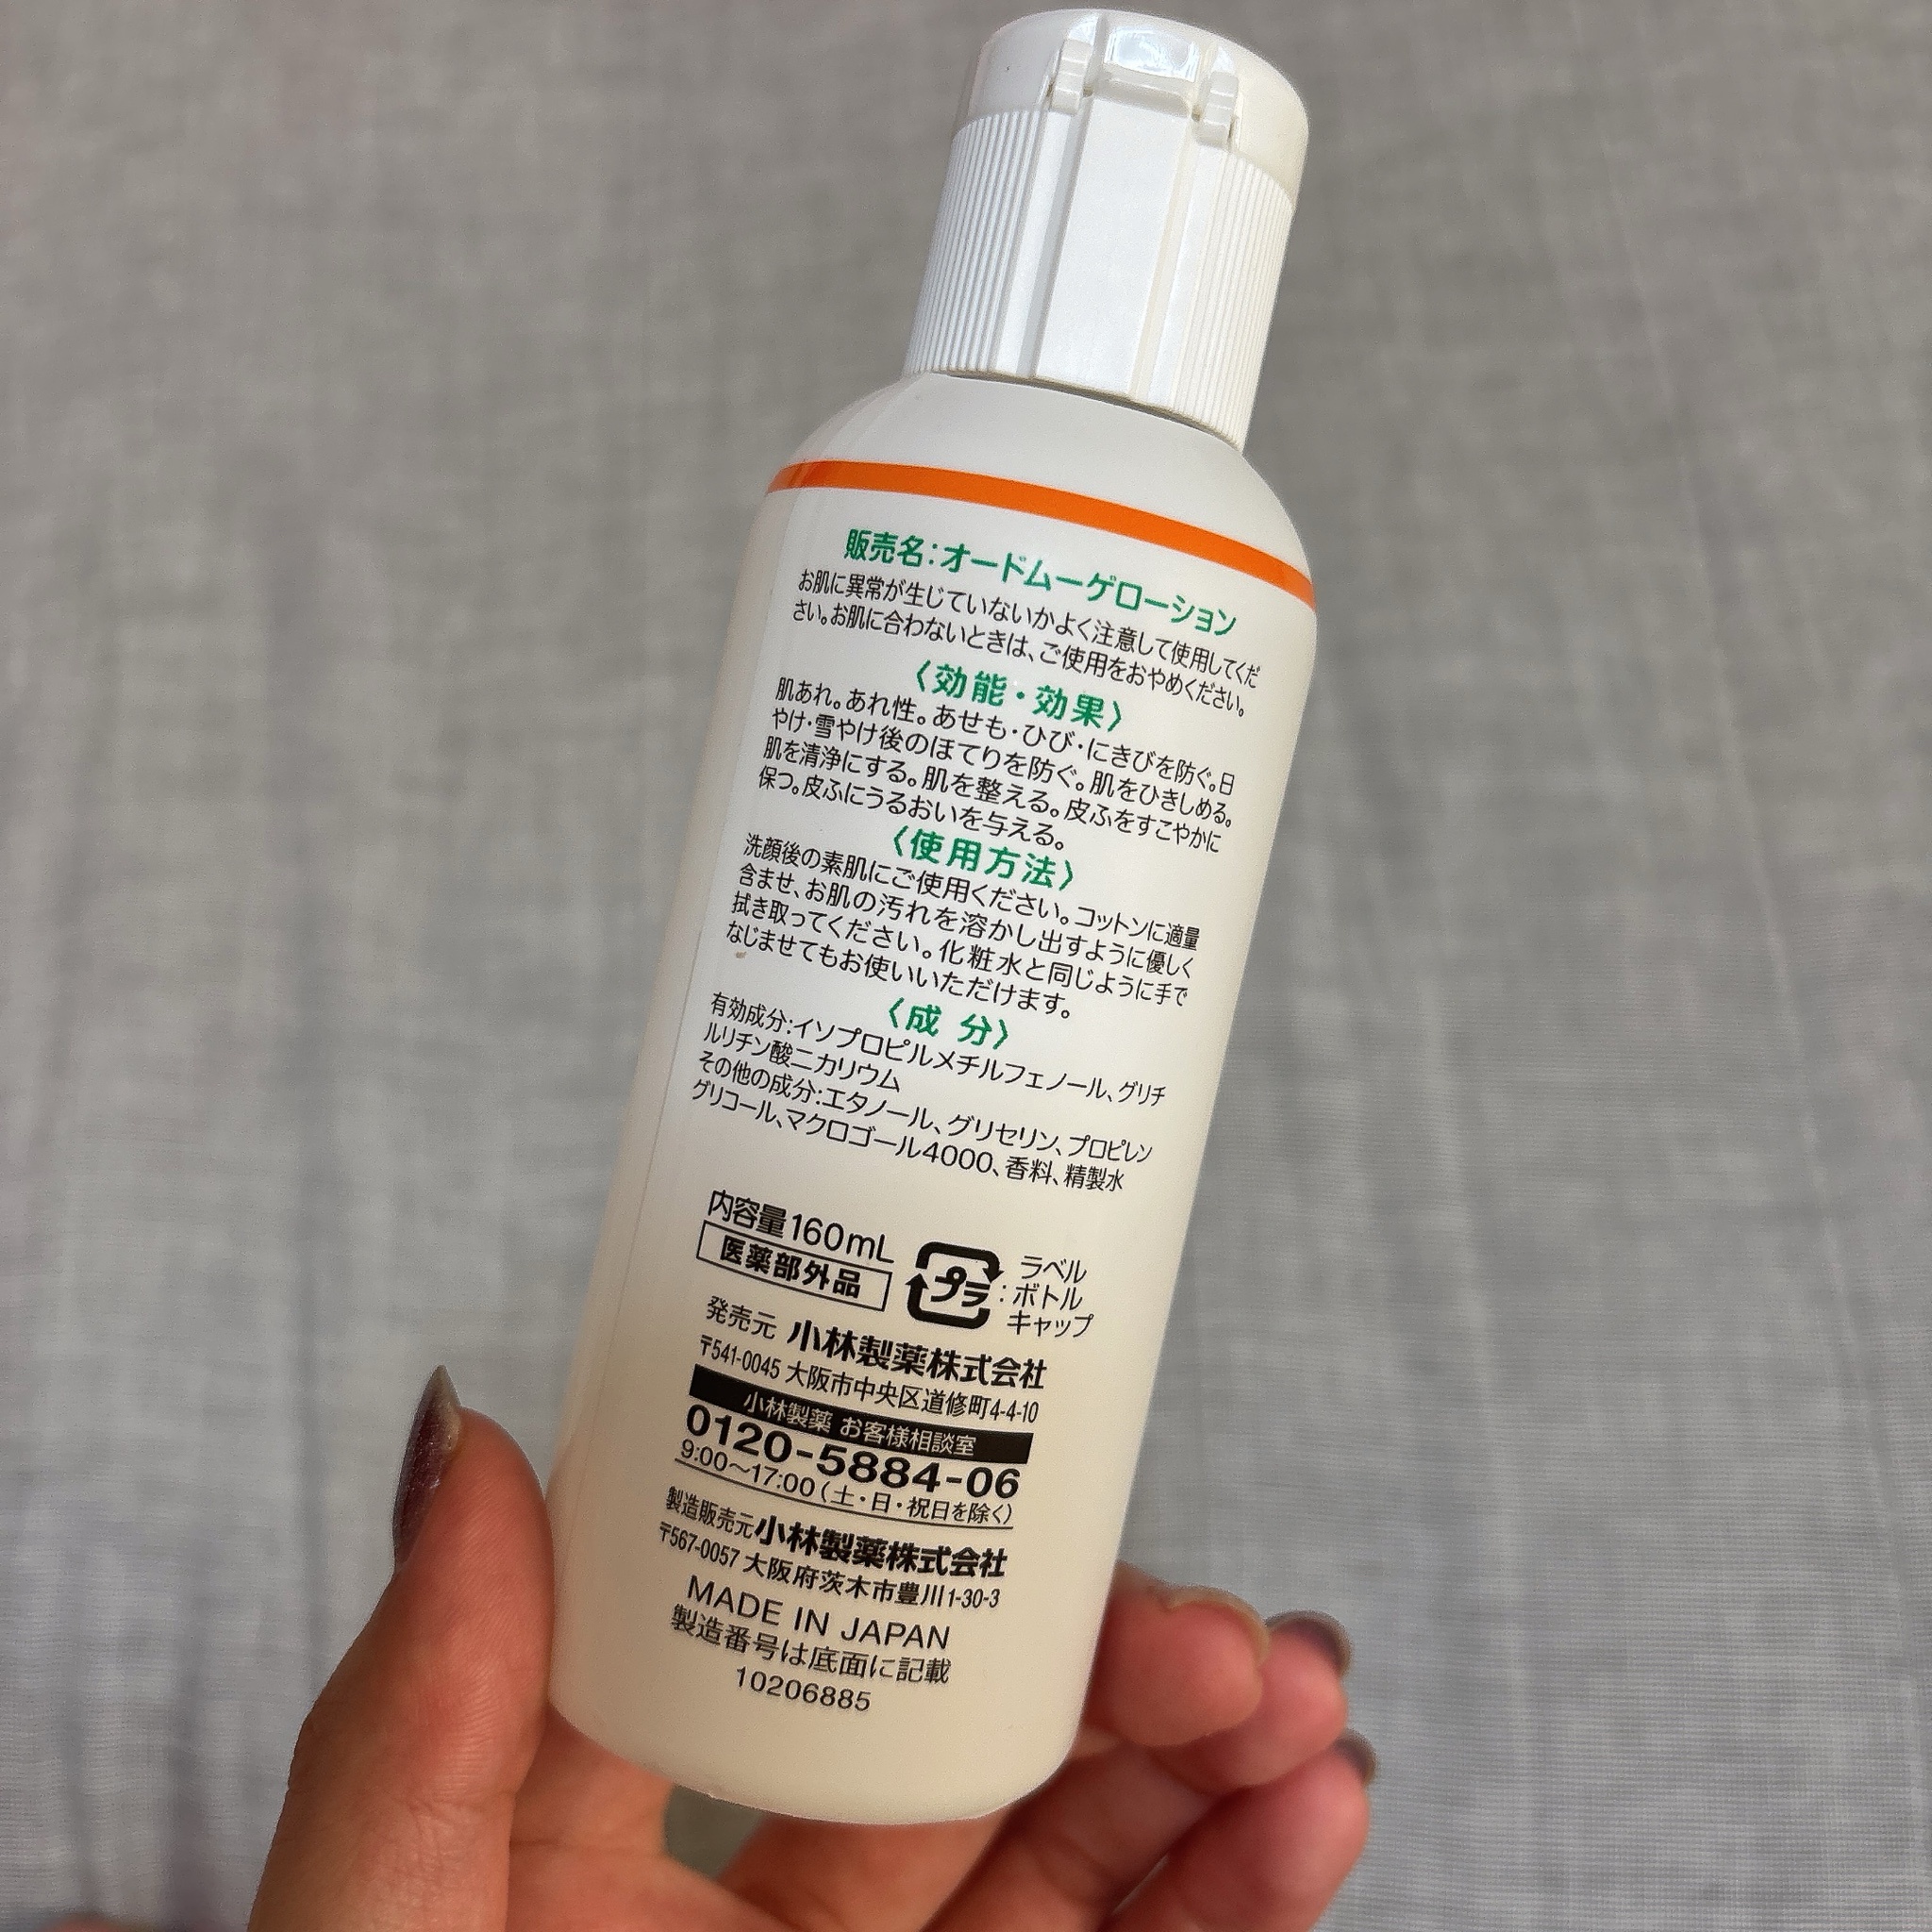 販売名：オードムーゲローション
お肌に異常が生じていないかよく注意して使用してくだ
さい。お肌に合わないときは、ご使用をおやめください。
〈効能・効果〉
肌あれ。あれ性。あせも・ひび・にきびを防ぐ。日
やけ・雪やけ後のほてりを防ぐ。肌をひきしめる。
肌を清浄にする。肌を整える。皮ふをすこやかに
保つ。皮ふにうるおいを与える。
〈使用方法〉
洗顔後の素肌にご使用ください。コットンに適量
含ませ、お肌の汚れを溶かし出すように優しく
拭き取ってください。化粧水と同じように手で
なじませてもお使いいただけます。
〈成 分〉
有効成分：イソプロピルメチルフェノール、グリチ
ルリチン酸ニカリウム
その他の成分：エタノール、グリセリン、プロピレン
グリコール、マクロゴール4000、香料、精製水
内容量160mL
医薬部外品
プラ
ラベル
：ボトル
キャップ
発売元 小林製薬株式会社
〒541-0045 大阪市中央区道修町4-4-10
小林製薬 お客様相談室
0120-5884-06
9:00〜17:00（土・日・祝日を除く）
製造販売元小林製薬株式会社
〒567-0057 大阪府茨木市豊川1-30-3
MADE IN JAPAN
製造番号は底面に記載
10206885